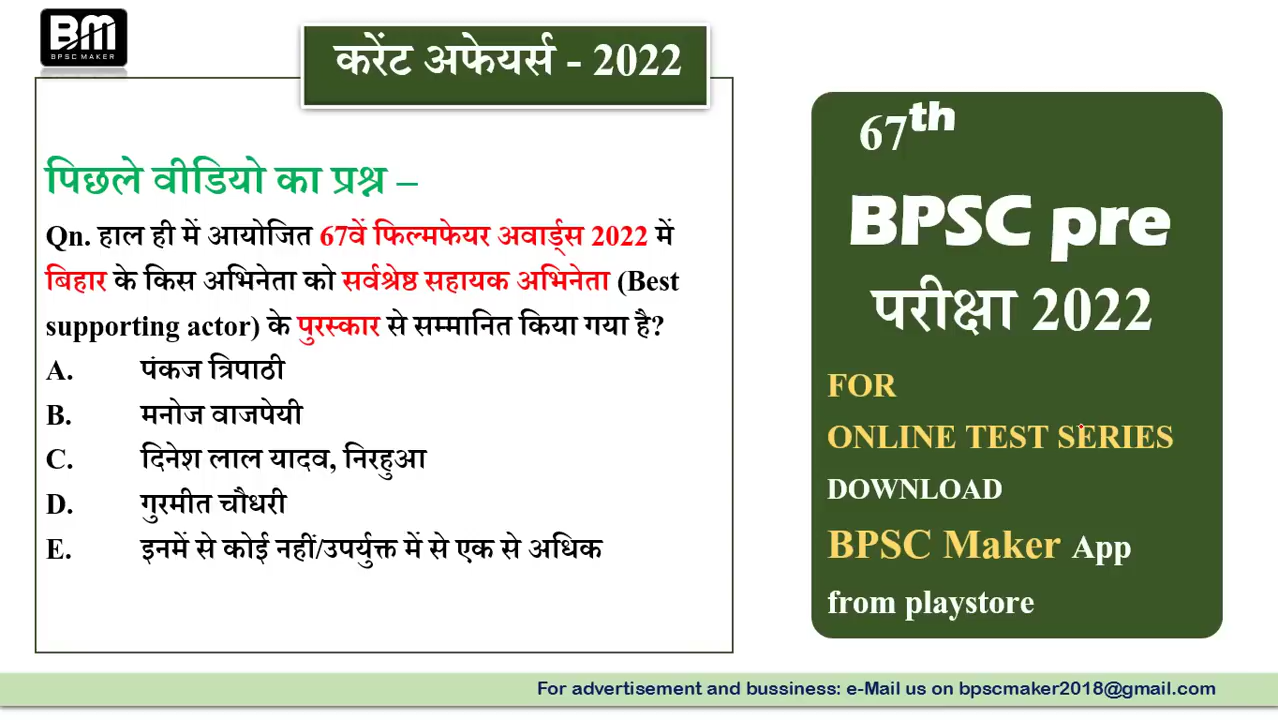 BM
BPSC MAKER
करेंट अफेयर्स - 2022
पिछले वीडियो का प्रश्न –
Qn. हाल ही में आयोजित 67वें फिल्मफेयर अवार्ड्स 2022 में
बिहार के किस अभिनेता को सर्वश्रेष्ठ सहायक अभिनेता (Best
supporting actor) के पुरस्कार से सम्मानित किया गया है?
A. पंकज त्रिपाठी
B. मनोज वाजपेयी
C. दिनेश लाल यादव, निरहुआ
D. गुरमीत चौधरी
E. इनमें से कोई नहीं/उपर्युक्त में से एक से अधिक
67th
BPSC pre
परीक्षा 2022
FOR
ONLINE TEST SERIES
DOWNLOAD
BPSC Maker App
from playstore
For advertisement and bussiness: e-Mail us on bpscmaker2018@gmail.com